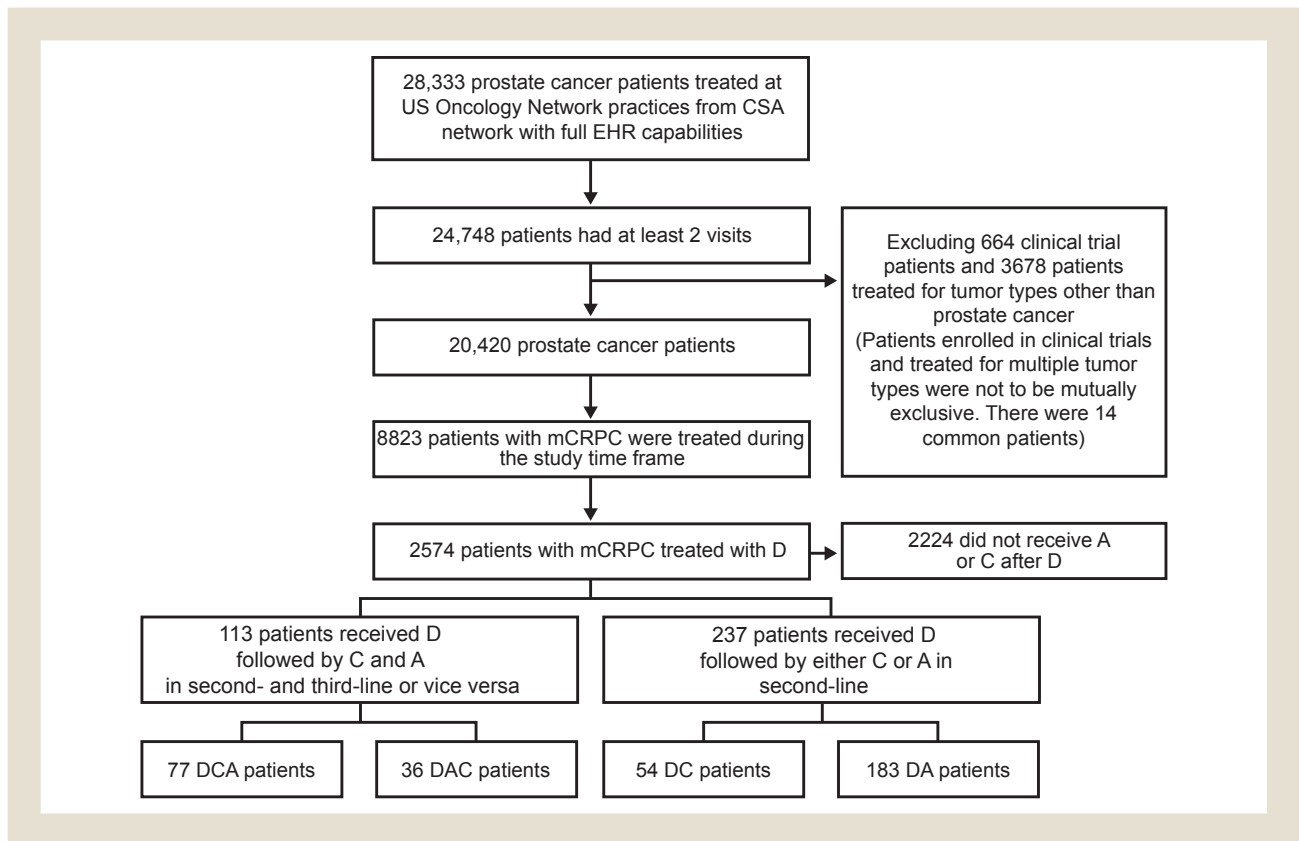 28,333 prostate cancer patients treated at
US Oncology Network practices from CSA
network with full EHR capabilities
24,748 patients had at least 2 visits
Excluding 664 clinical trial
patients and 3678 patients
treated for tumor types other than
prostate cancer
(Patients enrolled in clinical trials
and treated for multiple tumor
types were not to be mutually
exclusive. There were 14
common patients)
20,420 prostate cancer patients
8823 patients with mCRPC were treated during
the study time frame
2574 patients with mCRPC treated with D
2224 did not receive A
or C after D
113 patients received D
followed by C and A
in second- and third-line or vice versa
237 patients received D
followed by either C or A in
second-line
77 DCA patients
36 DAC patients
54 DC patients
183 DA patients